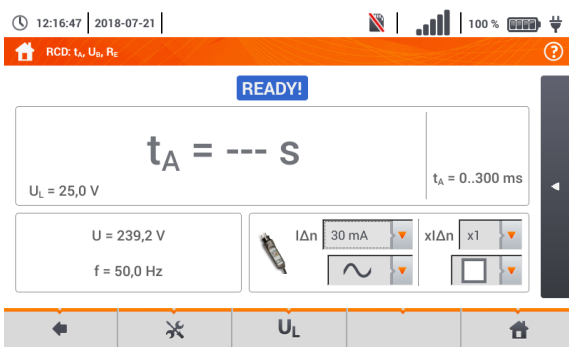 12:16:47 2018-07-21 100 %
RCD: tA, UB, RE
READY!
tA = --- s
UL = 25,0 V
tA = 0..300 ms
U = 239,2 V
f = 50,0 Hz
IΔn 30 mA xIΔn x1
UL